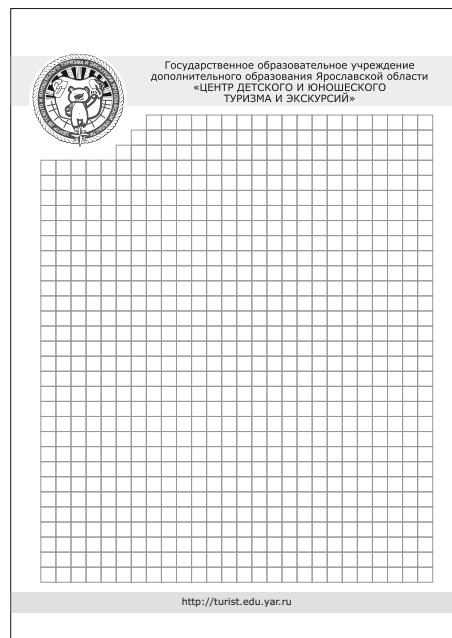 Государственное образовательное учреждение
дополнительного образования Ярославской области
«ЦЕНТР ДЕТСКОГО И ЮНОШЕСКОГО
ТУРИЗМА И ЭКСКУРСИЙ»
http://turist.edu.yar.ru